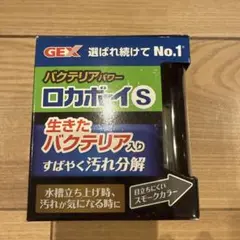 GEX 選ばれ続けて No.1
バクテリアパワー
ロカボーイS
生きた
バクテリア入り
すばやく汚れ分解
水槽立ち上げ時、
汚れが気になる時に
目立ちにくい
スモークカラー